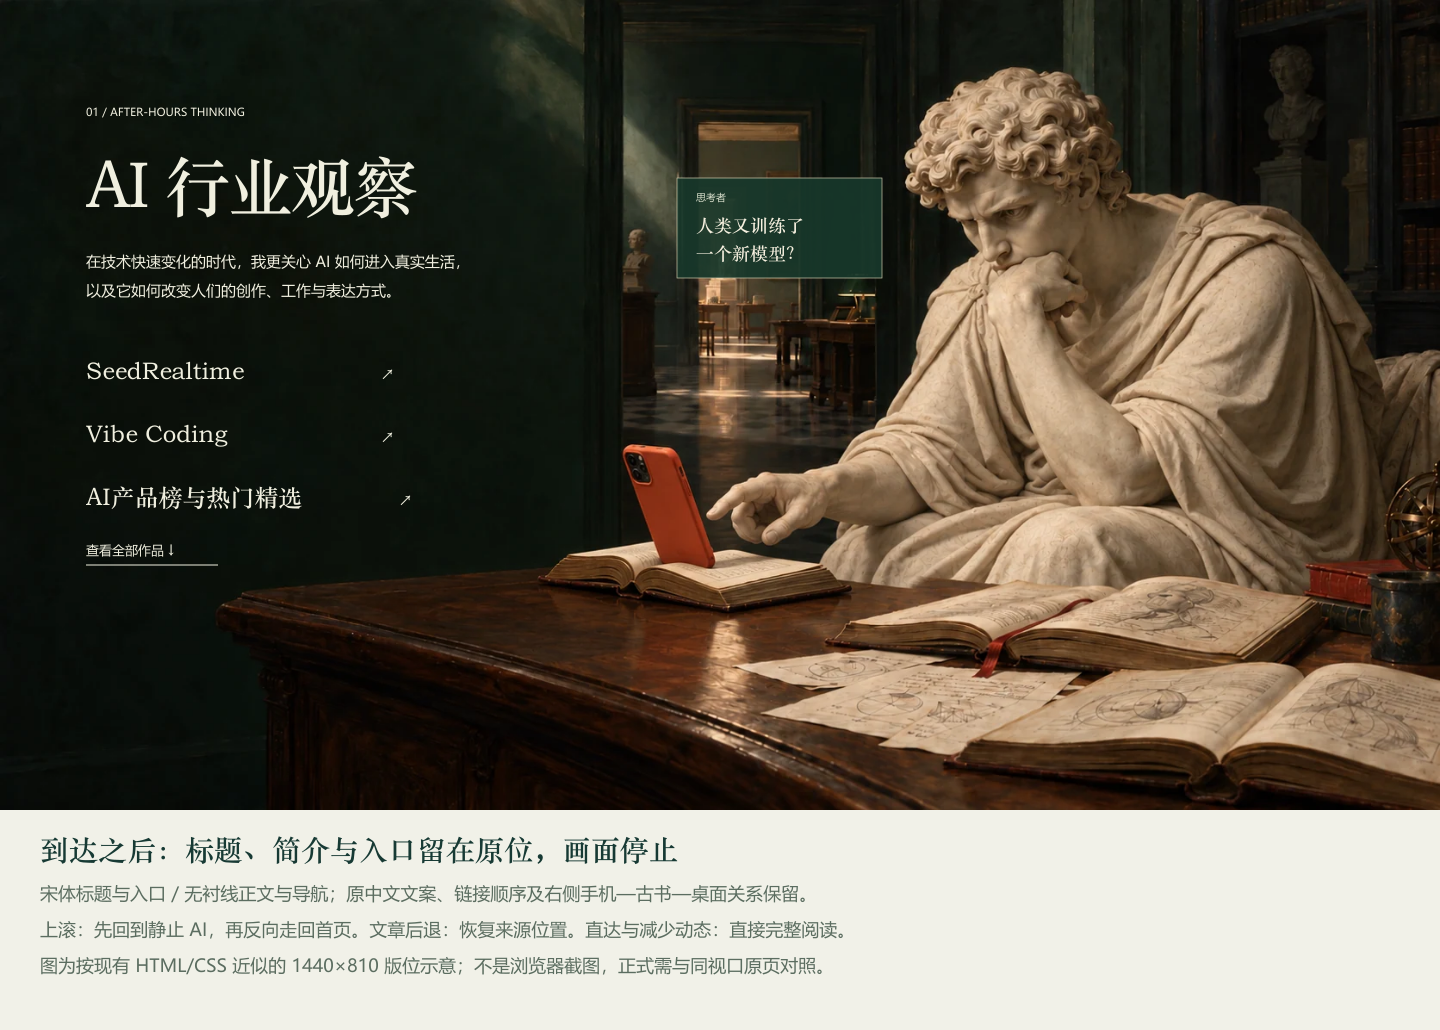 01 / AFTER-HOURS THINKING
AI 行业观察
在技术快速变化的时代，我更关心 AI 如何进入真实生活，
以及它如何改变人们的创作、工作与表达方式。
SeedRealtime ↗
Vibe Coding ↗
AI产品榜与热门精选 ↗
查看全部作品 ↓
思考者
人类又训练了
一个新模型？
到达之后：标题、简介与入口留在原位，画面停止
宋体标题与入口 / 无衬线正文与导航；原中文文案、链接顺序及右侧手机—古书—桌面关系保留。
上滚：先回到静止 AI，再反向走回首页。文章后退：恢复来源位置。直达与减少动态：直接完整阅读。
图为按现有 HTML/CSS 近似的 1440×810 版位示意；不是浏览器截图，正式需与同视口原页对照。